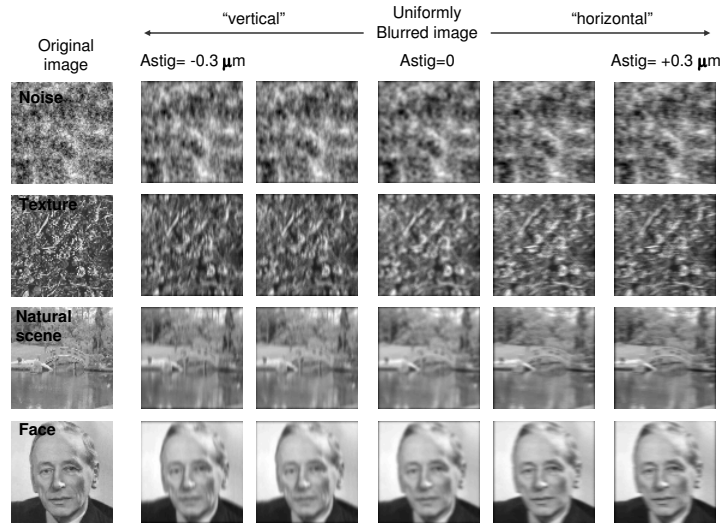 Original
image
“vertical”
Uniformly
Blurred image
“horizontal”
Astig= -0.3 μm
Astig=0
Astig= +0.3 μm
Noise
Texture
Natural
scene
Face